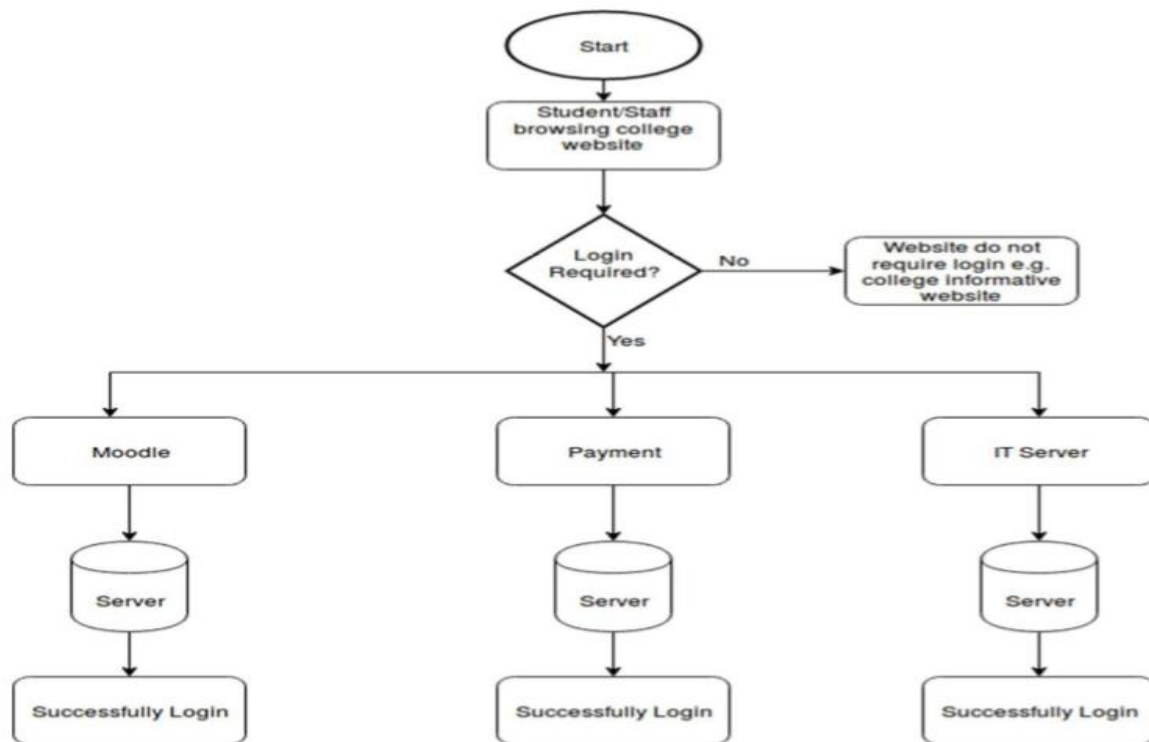 Start
Student/Staff
browsing college
website
Login
Required?
No
Website do not
require login e.g.
college informative
website
Yes
Moodle
Payment
IT Server
Server
Server
Server
Successfully Login
Successfully Login
Successfully Login